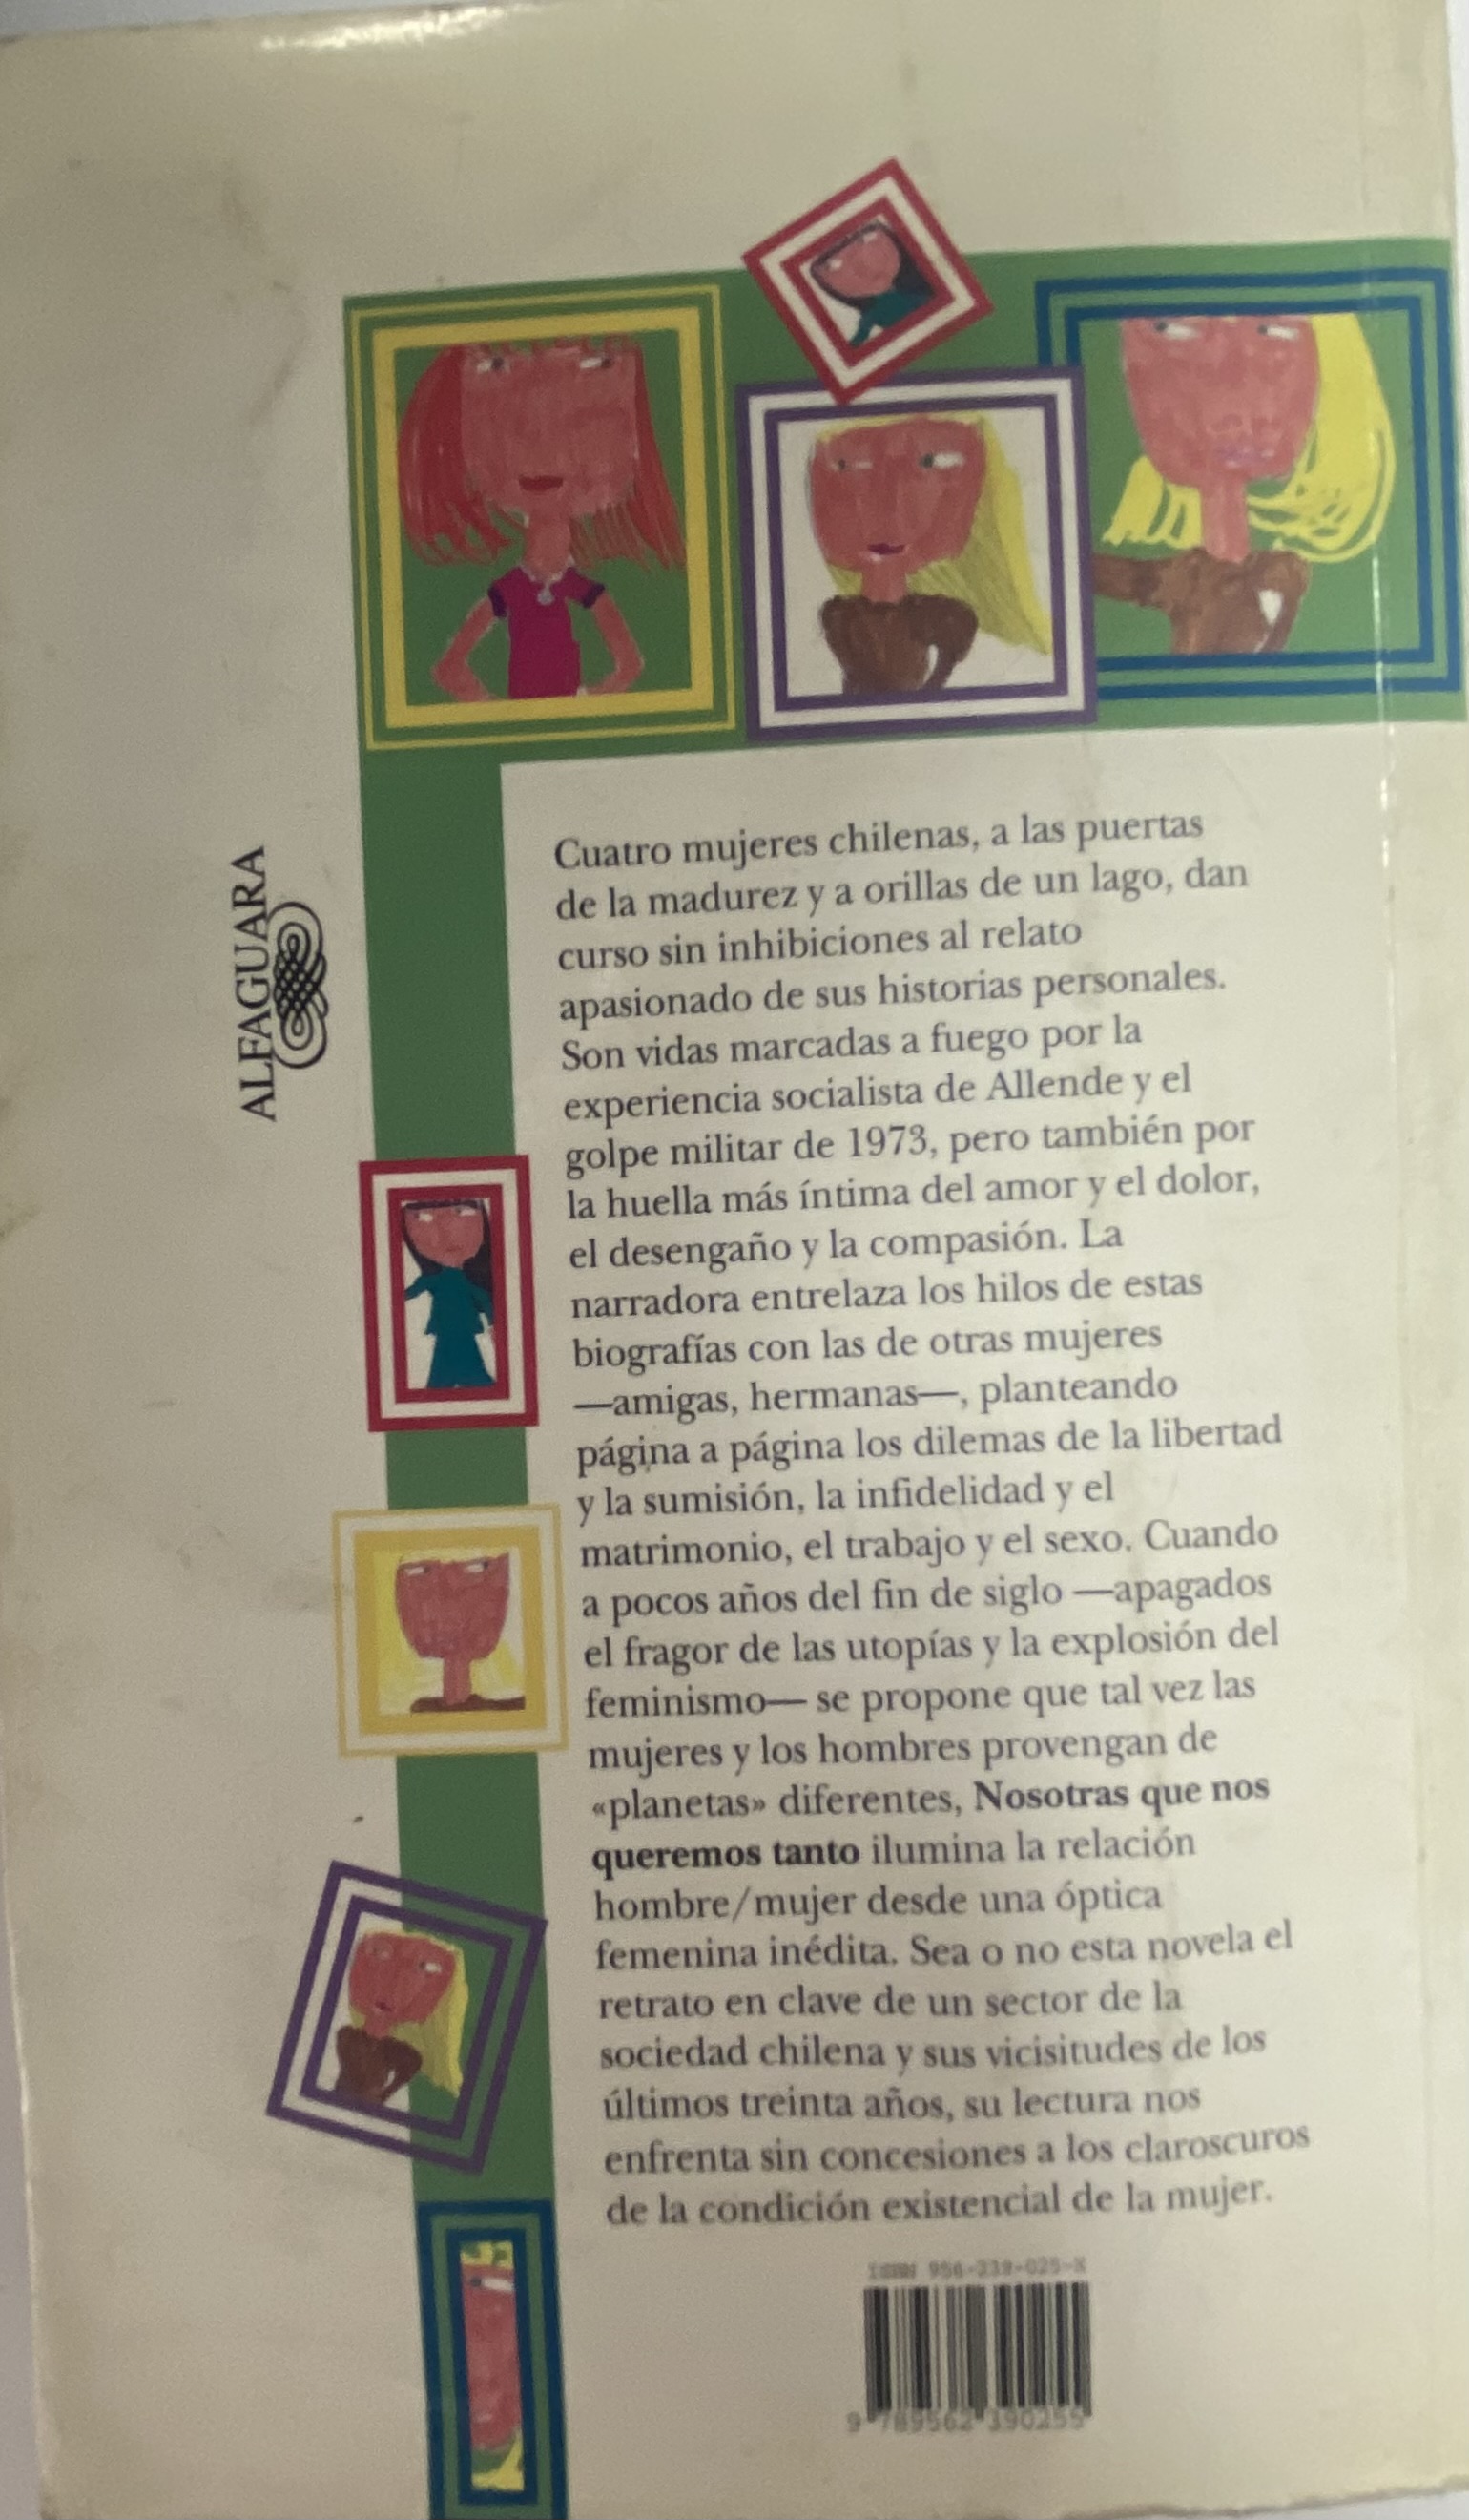 ALFAGUARA
Cuatro mujeres chilenas, a las puertas
de la madurez y a orillas de un lago, dan
curso sin inhibiciones al relato
apasionado de sus historias personales.
Son vidas marcadas a fuego por la
experiencia socialista de Allende y el
golpe militar de 1973, pero también por
la huella más íntima del amor y el dolor,
el desengaño y la compasión. La
narradora entrelaza los hilos de estas
biografías con las de otras mujeres
—amigas, hermanas—, planteando
página a página los dilemas de la libertad
y la sumisión, la infidelidad y el
matrimonio, el trabajo y el sexo. Cuando
a pocos años del fin de siglo —apagados
el fragor de las utopías y la explosión del
feminismo— se propone que tal vez las
mujeres y los hombres provengan de
«planetas» diferentes, Nosotras que nos
queremos tanto ilumina la relación
hombre/mujer desde una óptica
femenina inédita. Sea o no esta novela el
retrato en clave de un sector de la
sociedad chilena y sus vicisitudes de los
últimos treinta años, su lectura nos
enfrenta sin concesiones a los claroscuros
de la condición existencial de la mujer.
ISBN 956-239-025-X
9 789562 390255